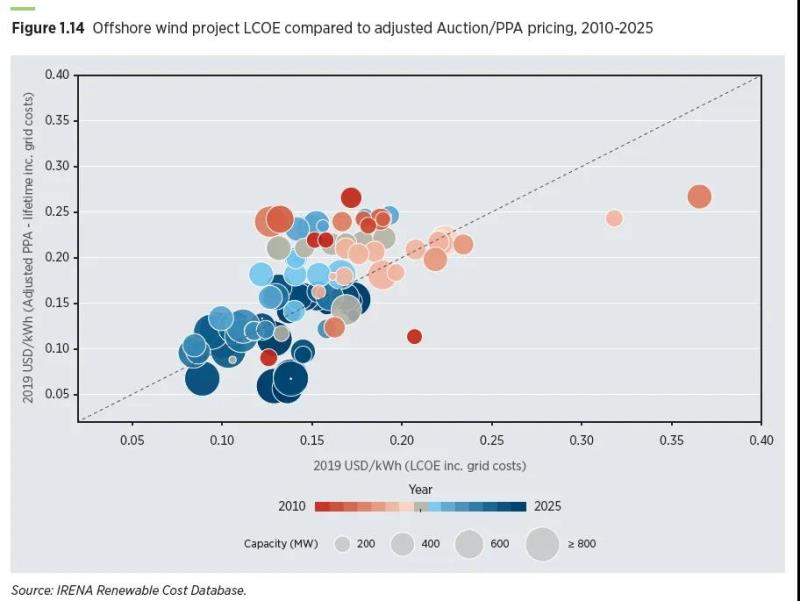 Figure 1.14 Offshore wind project LCOE compared to adjusted Auction/PPA pricing, 2010-2025
2019 USD/kWh (Adjusted PPA - lifetime inc. grid costs)
0.40
0.35
0.30
0.25
0.20
0.15
0.10
0.05
0.05 0.10 0.15 0.20 0.25 0.30 0.35 0.40
2019 USD/kWh (LCOE inc. grid costs)
Year
2010 2025
Capacity (MW) 200 400 600 ≥ 800
Source: IRENA Renewable Cost Database.